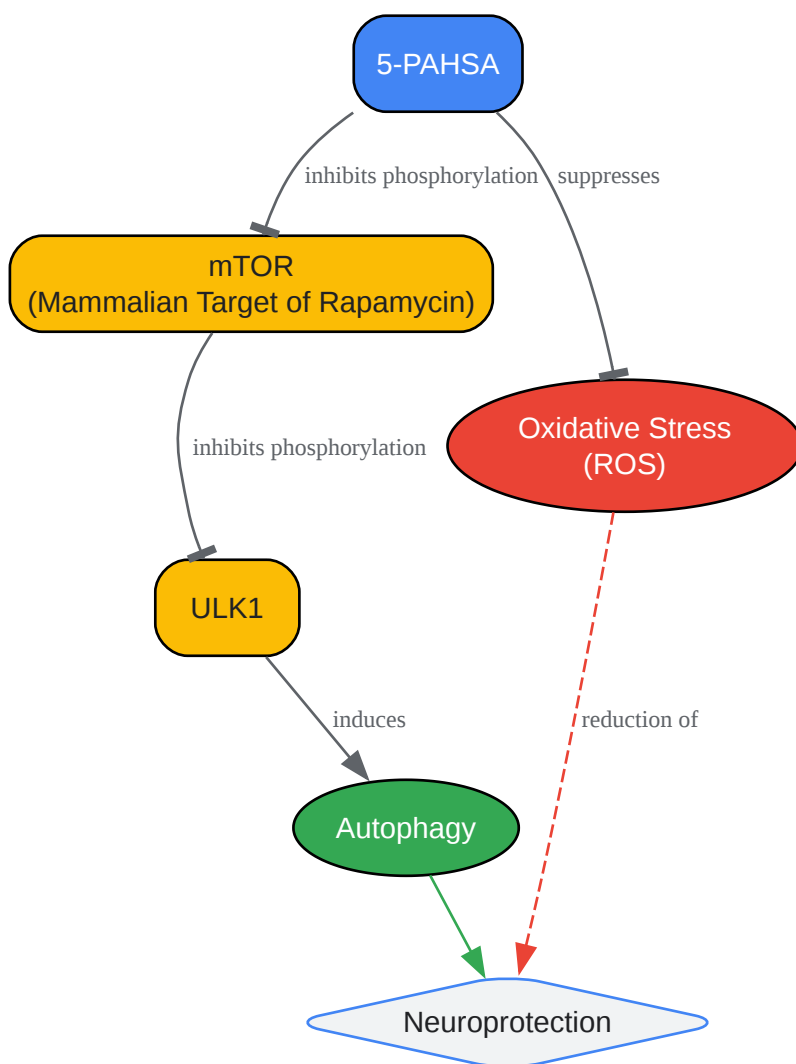 5-PAHSA
inhibits phosphorylation
suppresses
mTOR
(Mammalian Target of Rapamycin)
inhibits phosphorylation
Oxidative Stress
(ROS)
ULK1
induces
reduction of
Autophagy
Neuroprotection